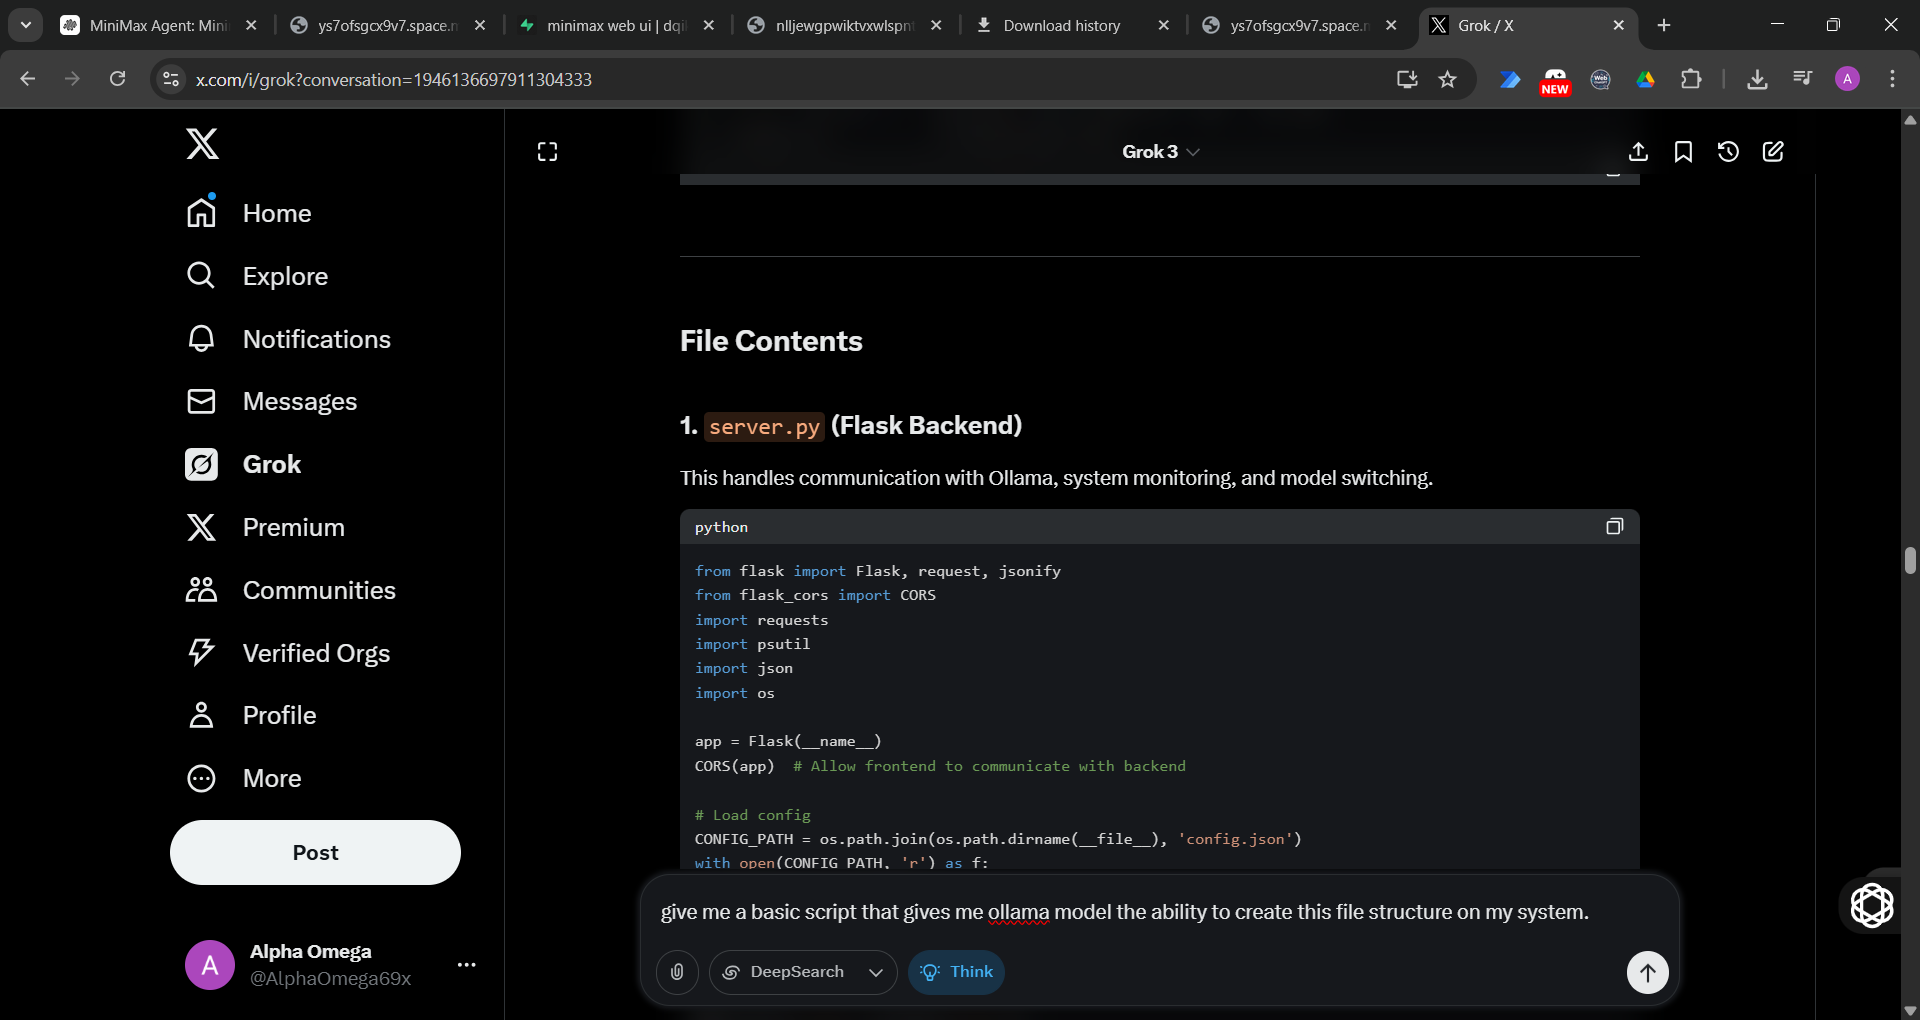 MiniMax Agent: Mini
ys7ofsgcx9v7.space.m
minimax web ui | dqi
nlljewgpwiktvxwlspnt
Download history
ys7ofsgcx9v7.space.m
Grok / X
x.com/i/grok?conversation=1946136697911304333
NEW
A
Home
Explore
Notifications
Messages
Grok
Premium
Communities
Verified Orgs
Profile
More
Post
A
Alpha Omega
@AlphaOmega69x
Grok 3
File Contents
1. server.py (Flask Backend)
This handles communication with Ollama, system monitoring, and model switching.
python
from flask import Flask, request, jsonify
from flask_cors import CORS
import requests
import psutil
import json
import os
app = Flask(__name__)
CORS(app)  # Allow frontend to communicate with backend
# Load config
CONFIG_PATH = os.path.join(os.path.dirname(__file__), 'config.json')
with open(CONFIG_PATH, 'r') as f:
give me a basic script that gives me ollama model the ability to create this file structure on my system.
DeepSearch
Think